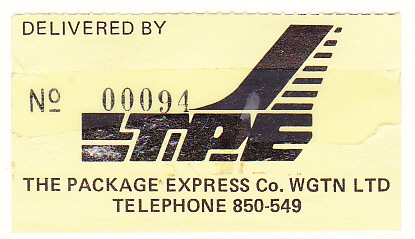 DELIVERED BY
No 00094
TPE
THE PACKAGE EXPRESS Co. WGTN LTD
TELEPHONE 850-549